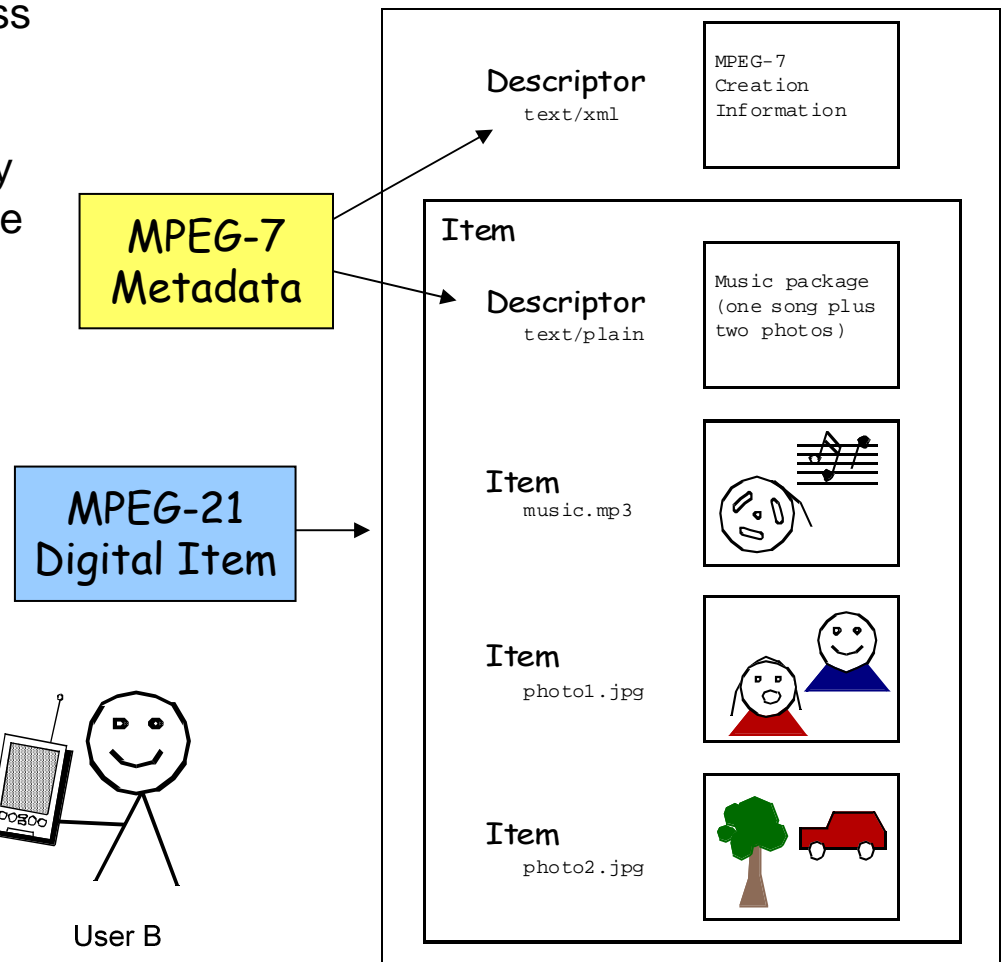 ss
y
e
MPEG-7
Metadata
MPEG-21
Digital Item
User B
Descriptor
text/xml
MPEG-7
Creation
Information
Item
Descriptor
text/plain
Music package
(one song plus
two photos)
Item
music.mp3
Item
photo1.jpg
Item
photo2.jpg